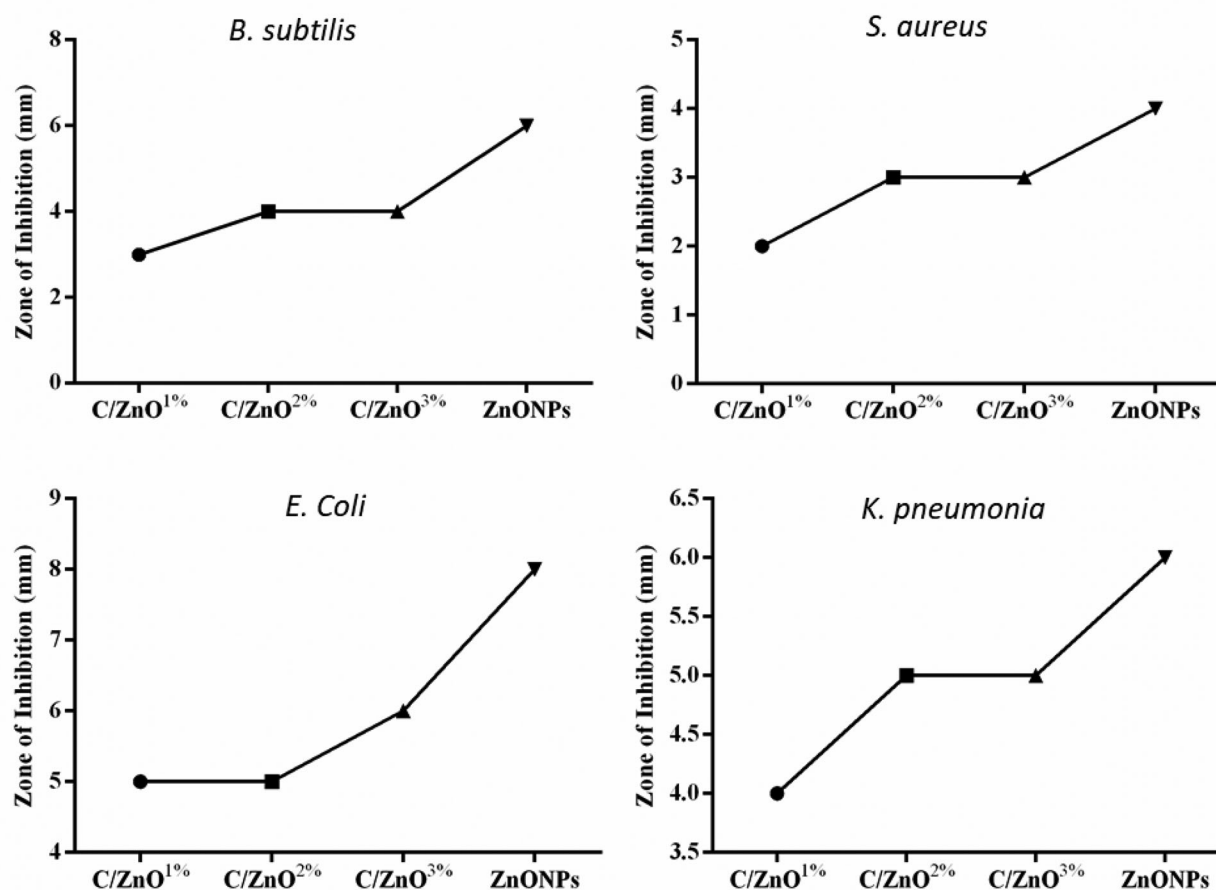 B. subtilis
Zone of Inhibition (mm)
8
6
4
2
0
C/ZnO1% C/ZnO2% C/ZnO3% ZnONPs
S. aureus
Zone of Inhibition (mm)
5
4
3
2
1
0
C/ZnO1% C/ZnO2% C/ZnO3% ZnONPs
E. Coli
Zone of Inhibition (mm)
9
8
7
6
5
4
C/ZnO1% C/ZnO2% C/ZnO3% ZnONPs
K. pneumonia
Zone of Inhibition (mm)
6.5
6.0
5.5
5.0
4.5
4.0
3.5
C/ZnO1% C/ZnO2% C/ZnO3% ZnONPs